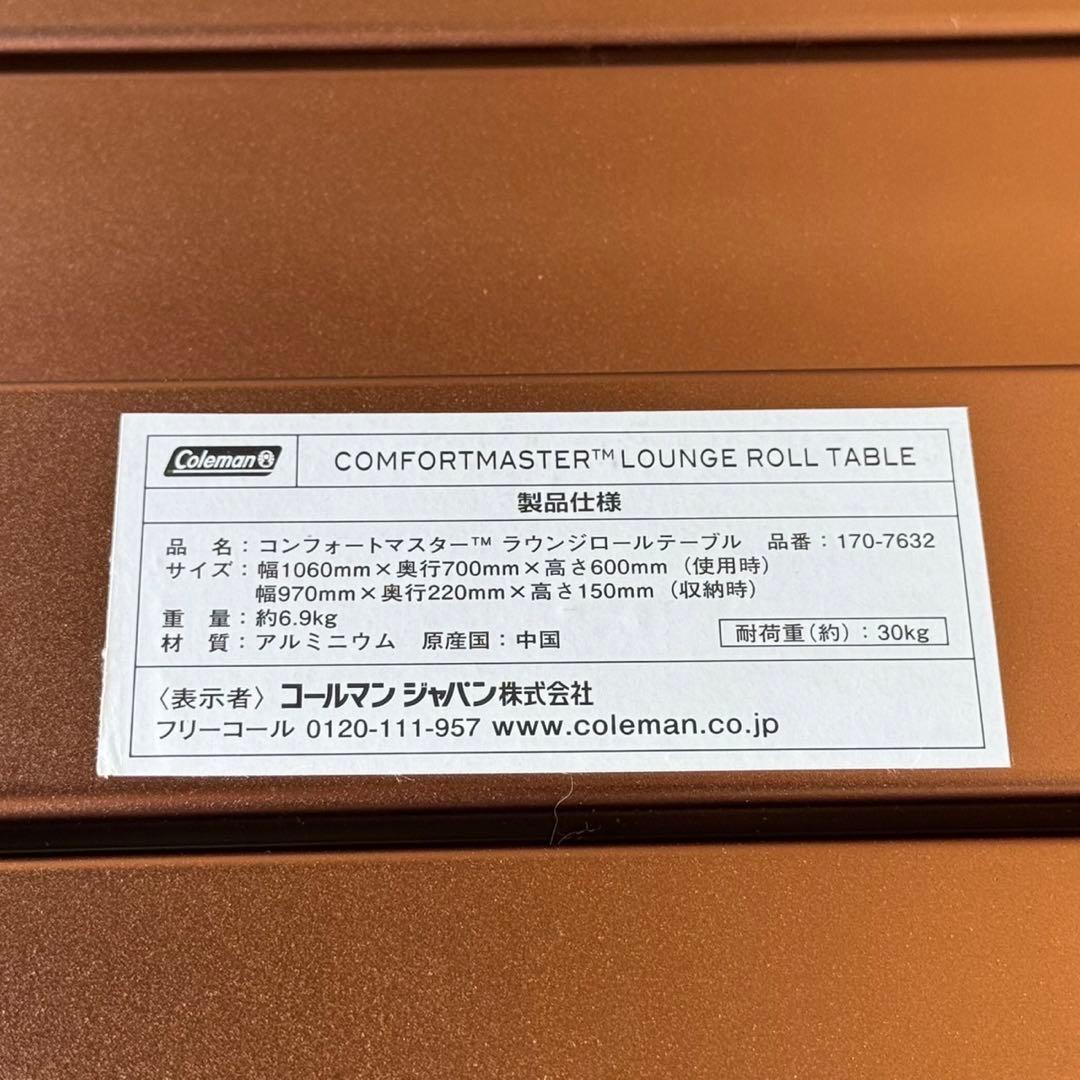 Coleman
COMFORTMASTER™ LOUNGE ROLL TABLE
製品仕様
品 名：コンフォートマスター™ ラウンジロールテーブル 品番：170-7632
サイズ：幅1060mm×奥行700mm×高さ600mm（使用時）
幅970mm×奥行220mm×高さ150mm（収納時）
重 量：約6.9kg
材 質：アルミニウム 原産国：中国 耐荷重(約)：30kg
〈表示者〉コールマン ジャパン株式会社
フリーコール 0120-111-957 www.coleman.co.jp